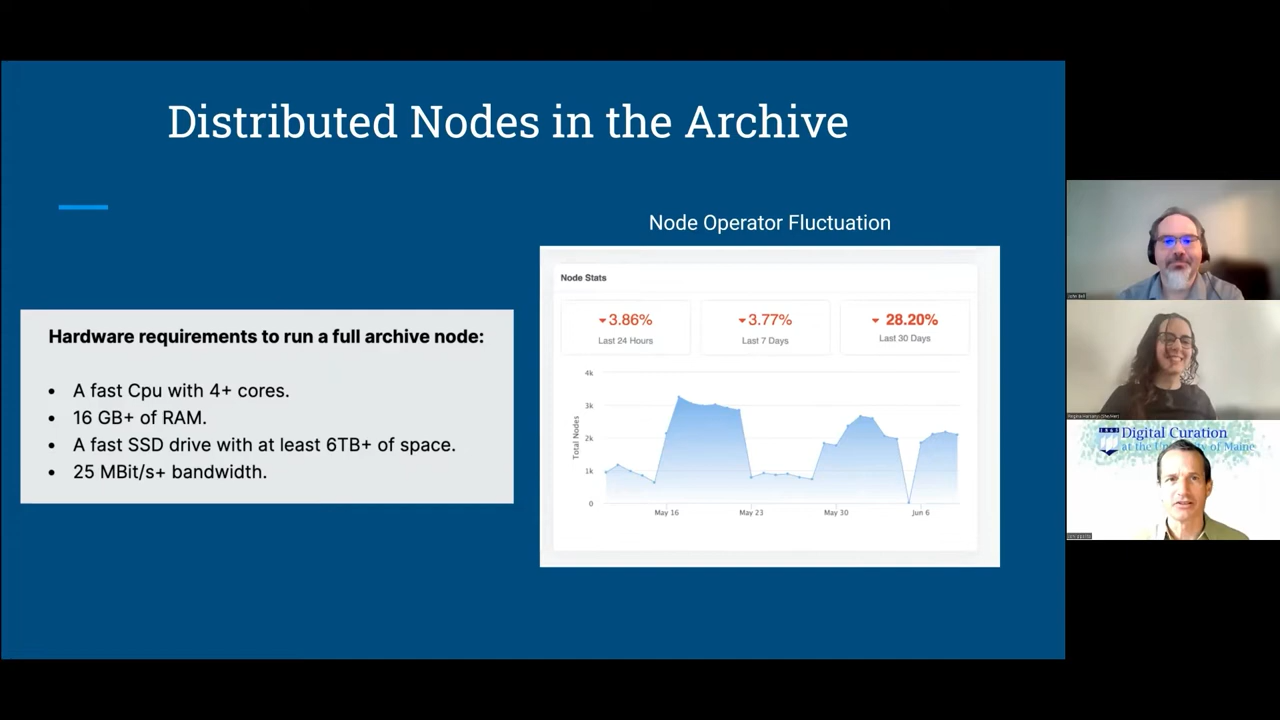 Distributed Nodes in the Archive
Node Operator Fluctuation
Hardware requirements to run a full archive node:
• A fast Cpu with 4+ cores.
• 16 GB+ of RAM.
• A fast SSD drive with at least 6TB+ of space.
• 25 MBit/s+ bandwidth.
Node Stats
3.86%
Last 24 Hours
3.77%
Last 7 Days
28.20%
Last 30 Days
Total Nodes
4k
3k
2k
1k
0
May 16
May 23
May 30
Jun 6
John Bell
Digital Curation
at the University of Maine